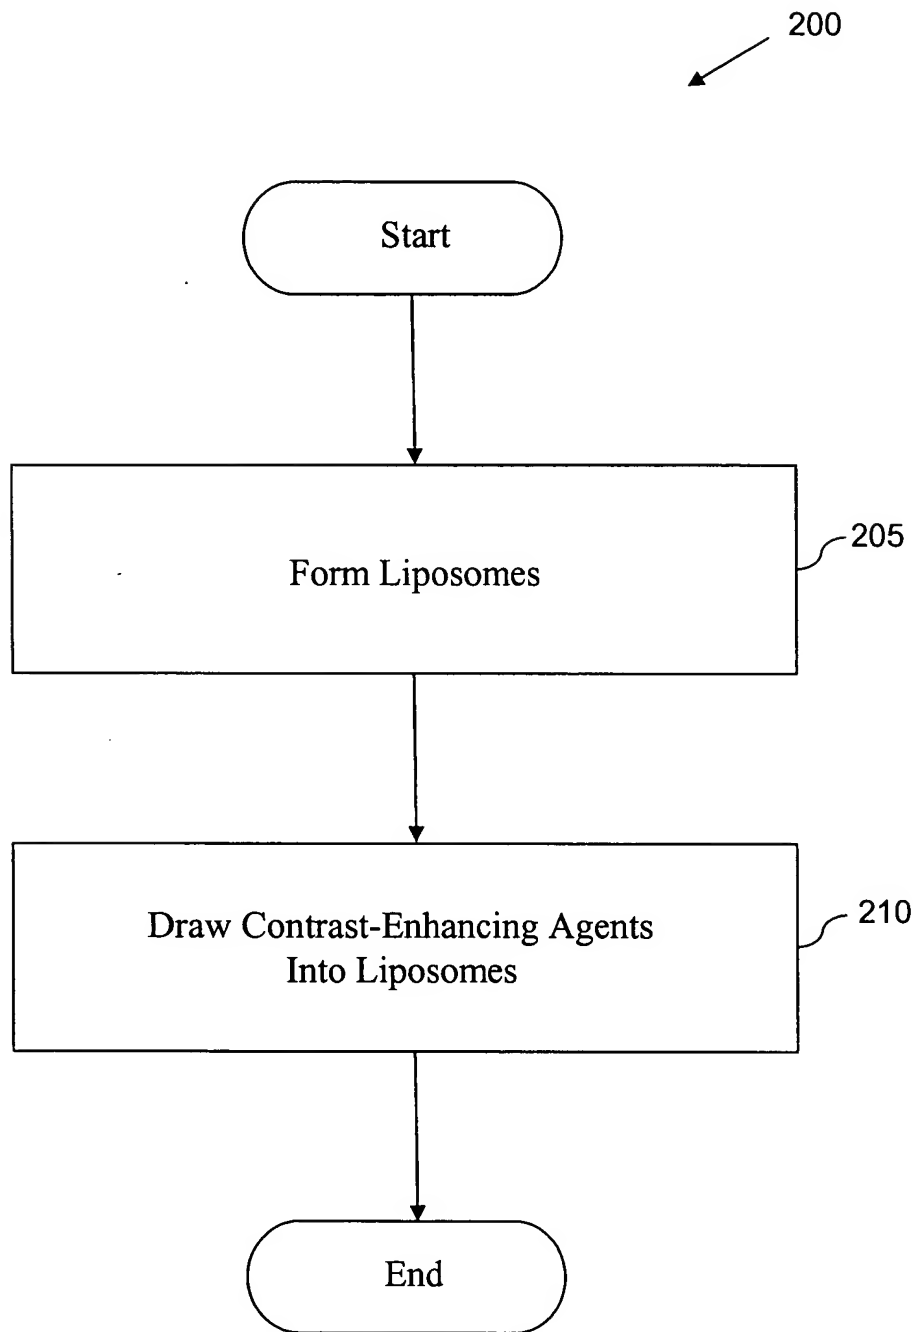 200
Start
Form Liposomes
205
Draw Contrast-Enhancing Agents
Into Liposomes
210
End